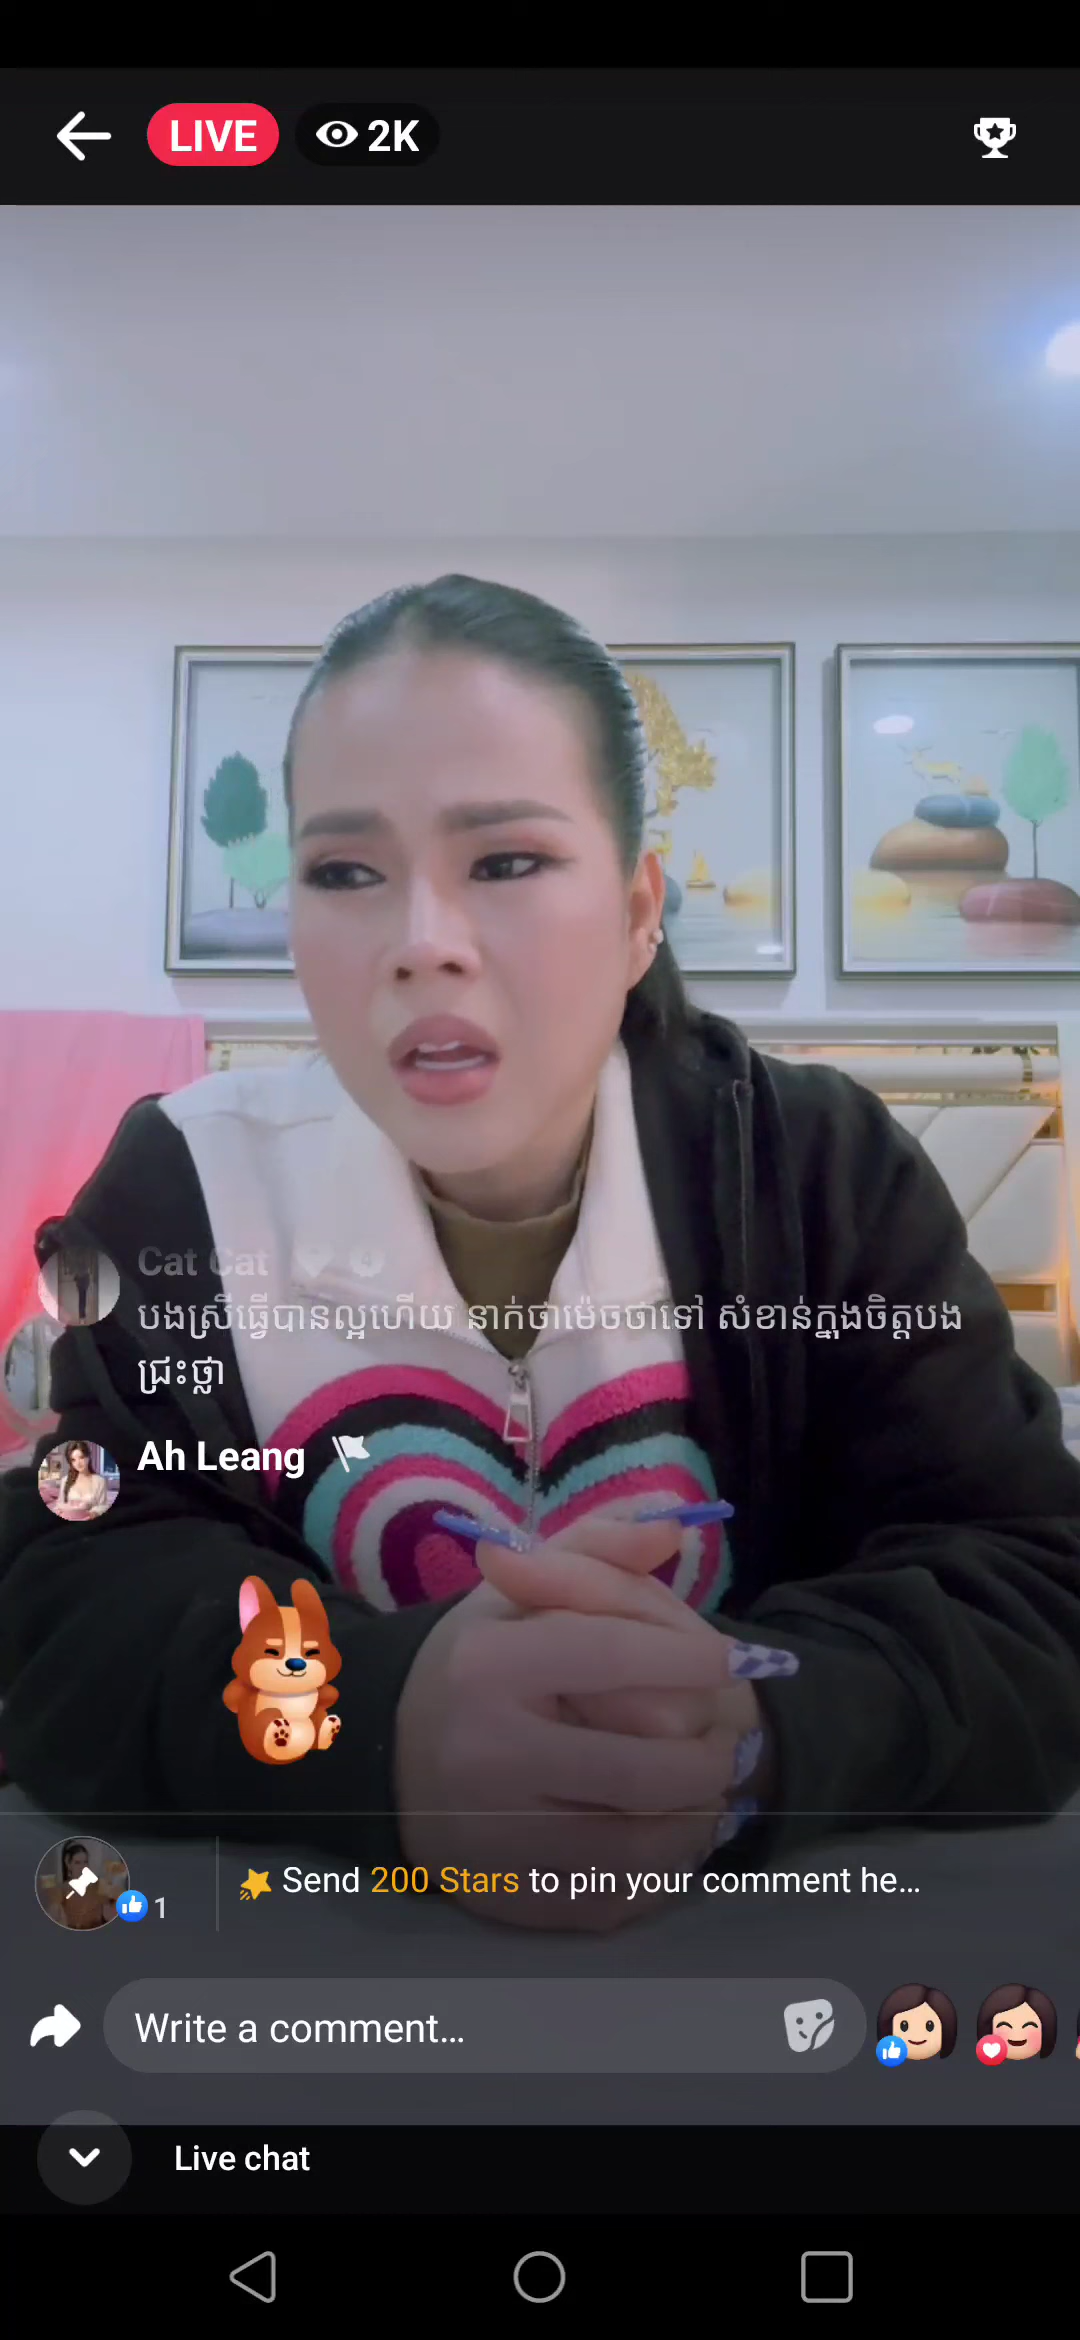 LIVE 2K
Cat Cat
បងស្រីធ្វើបានល្អហើយ នាក់ថាម៉េចថាទៅ សំខាន់ក្នុងចិត្តបង
ជ្រះថ្លា
Ah Leang
1 Send 200 Stars to pin your comment he...
Write a comment...
Live chat